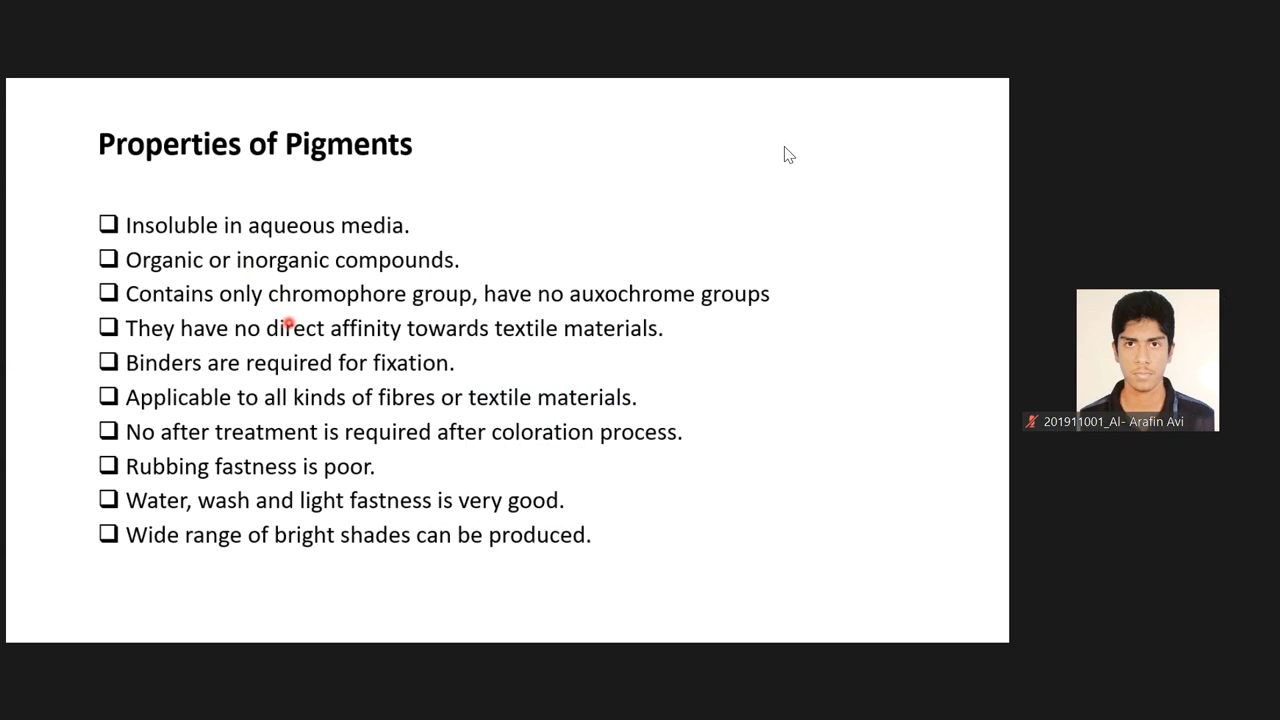 Properties of Pigments
Insoluble in aqueous media.
Organic or inorganic compounds.
Contains only chromophore group, have no auxochrome groups
They have no direct affinity towards textile materials.
Binders are required for fixation.
Applicable to all kinds of fibres or textile materials.
No after treatment is required after coloration process.
Rubbing fastness is poor.
Water, wash and light fastness is very good.
Wide range of bright shades can be produced.
201911001_Al- Arafin Avi